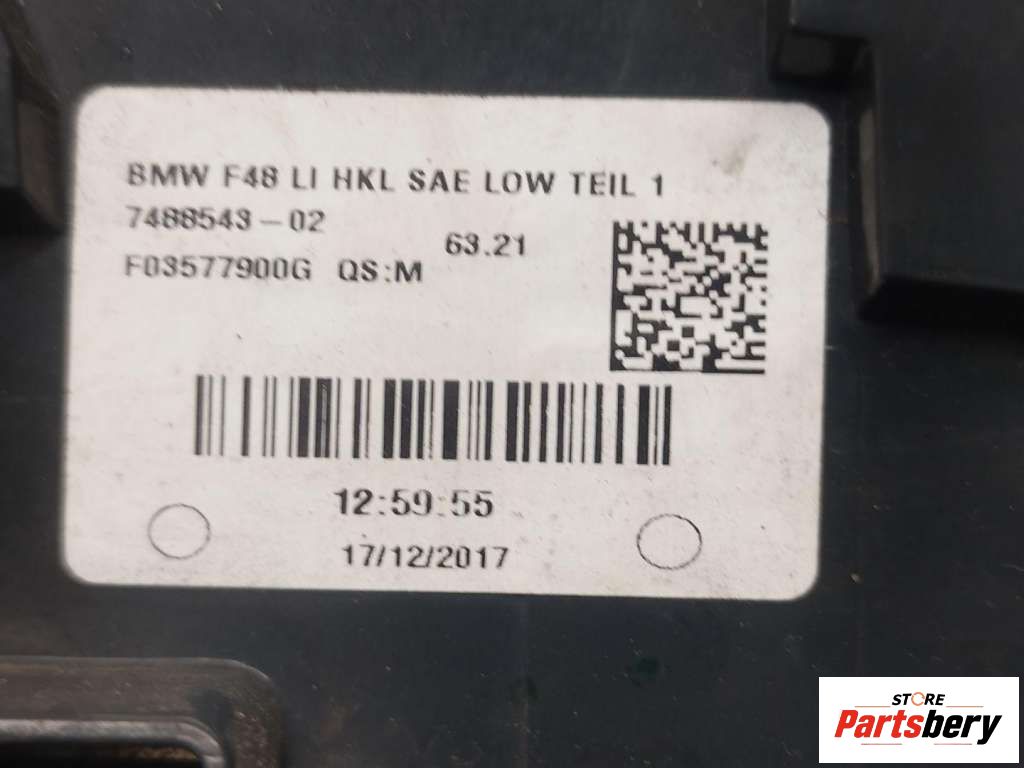 BMW F48 LI HKL SAE LOW TEIL 1
7488543-02
63.21
F03577900G QS:M
12:59:55
17/12/2017
STORE
Partsbery